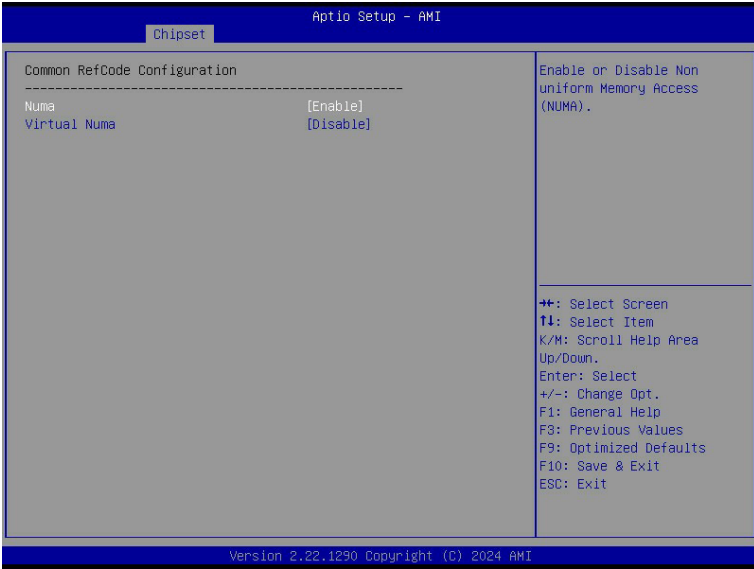 Aptio Setup – AMI
Chipset
Common RefCode Configuration
------------------------------------------------
Numa [Enable]
Virtual Numa [Disable]
Enable or Disable Non
uniform Memory Access
(NUMA).
→←: Select Screen
↑↓: Select Item
K/M: Scroll Help Area
Up/Down.
Enter: Select
+/-: Change Opt.
F1: General Help
F3: Previous Values
F9: Optimized Defaults
F10: Save & Exit
ESC: Exit
Version 2.22.1290 Copyright (C) 2024 AMI